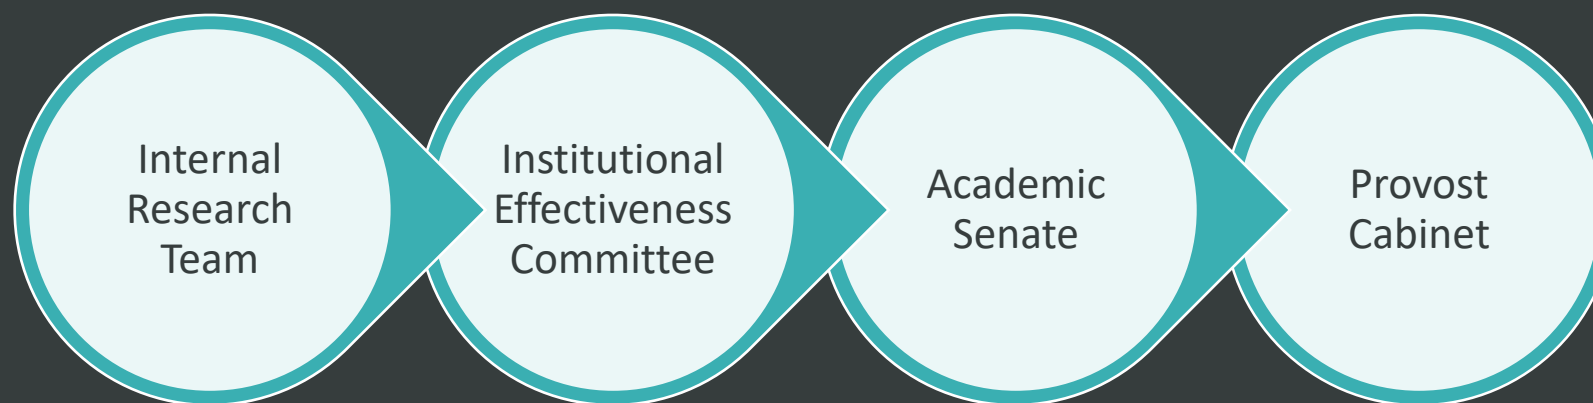 Internal
Research
Team
Institutional
Effectiveness
Committee
Academic
Senate
Provost
Cabinet